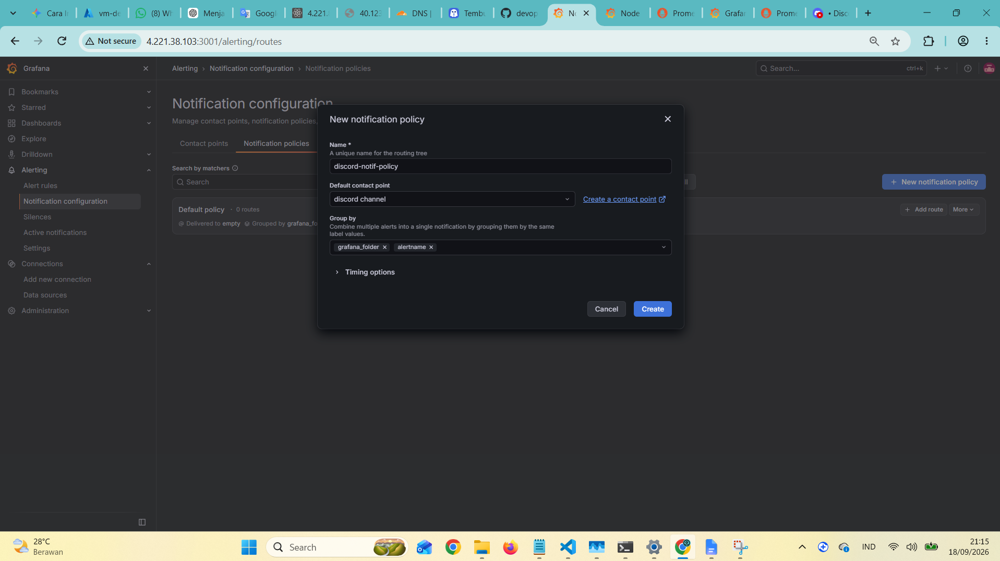 Cara I
vm-de
(8) Wh
Menja
Googl
4.221.
40.123
DNS |
Tembu
devop
No
Node
Prome
Grafan
Prome
• Disco
Not secure
4.221.38.103:3001/alerting/routes
Grafana
Alerting › Notification configuration › Notification policies
Search... ctrl+k
Bookmarks
Starred
Dashboards
Explore
Drilldown
Alerting
Alert rules
Notification configuration
Silences
Active notifications
Settings
Connections
Add new connection
Data sources
Administration
Notification configuration
Manage contact points, notification policies,
Contact points
Notification policies
Search by matchers
Search
New notification policy
Default policy · 0 routes
Delivered to empty Grouped by grafana_fo
Add route
More
New notification policy
Name *
A unique name for the routing tree
discord-notif-policy
Default contact point
discord channel
Create a contact point
Group by
Combine multiple alerts into a single notification by grouping them by the same
label values.
grafana_folder
alertname
Timing options
Cancel
Create
28°C
Berawan
Search
IND
21:15
18/09/2026